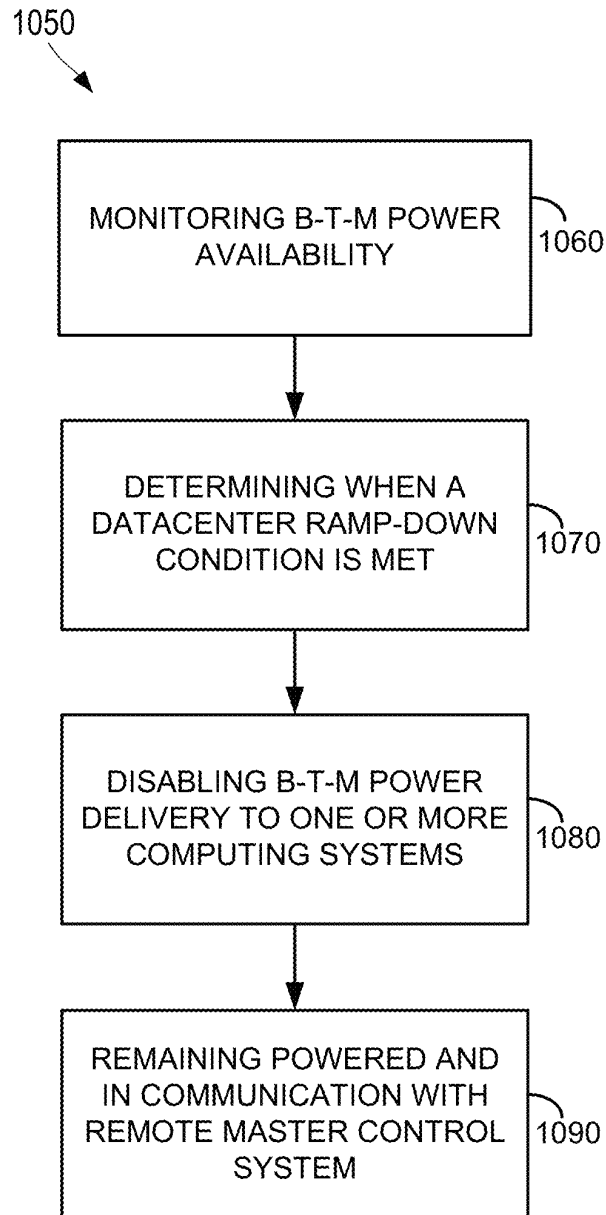 1050
MONITORING B-T-M POWER
AVAILABILITY
1060
DETERMINING WHEN A
DATACENTER RAMP-DOWN
CONDITION IS MET
1070
DISABLING B-T-M POWER
DELIVERY TO ONE OR MORE
COMPUTING SYSTEMS
1080
REMAINING POWERED AND
IN COMMUNICATION WITH
REMOTE MASTER CONTROL
SYSTEM
1090